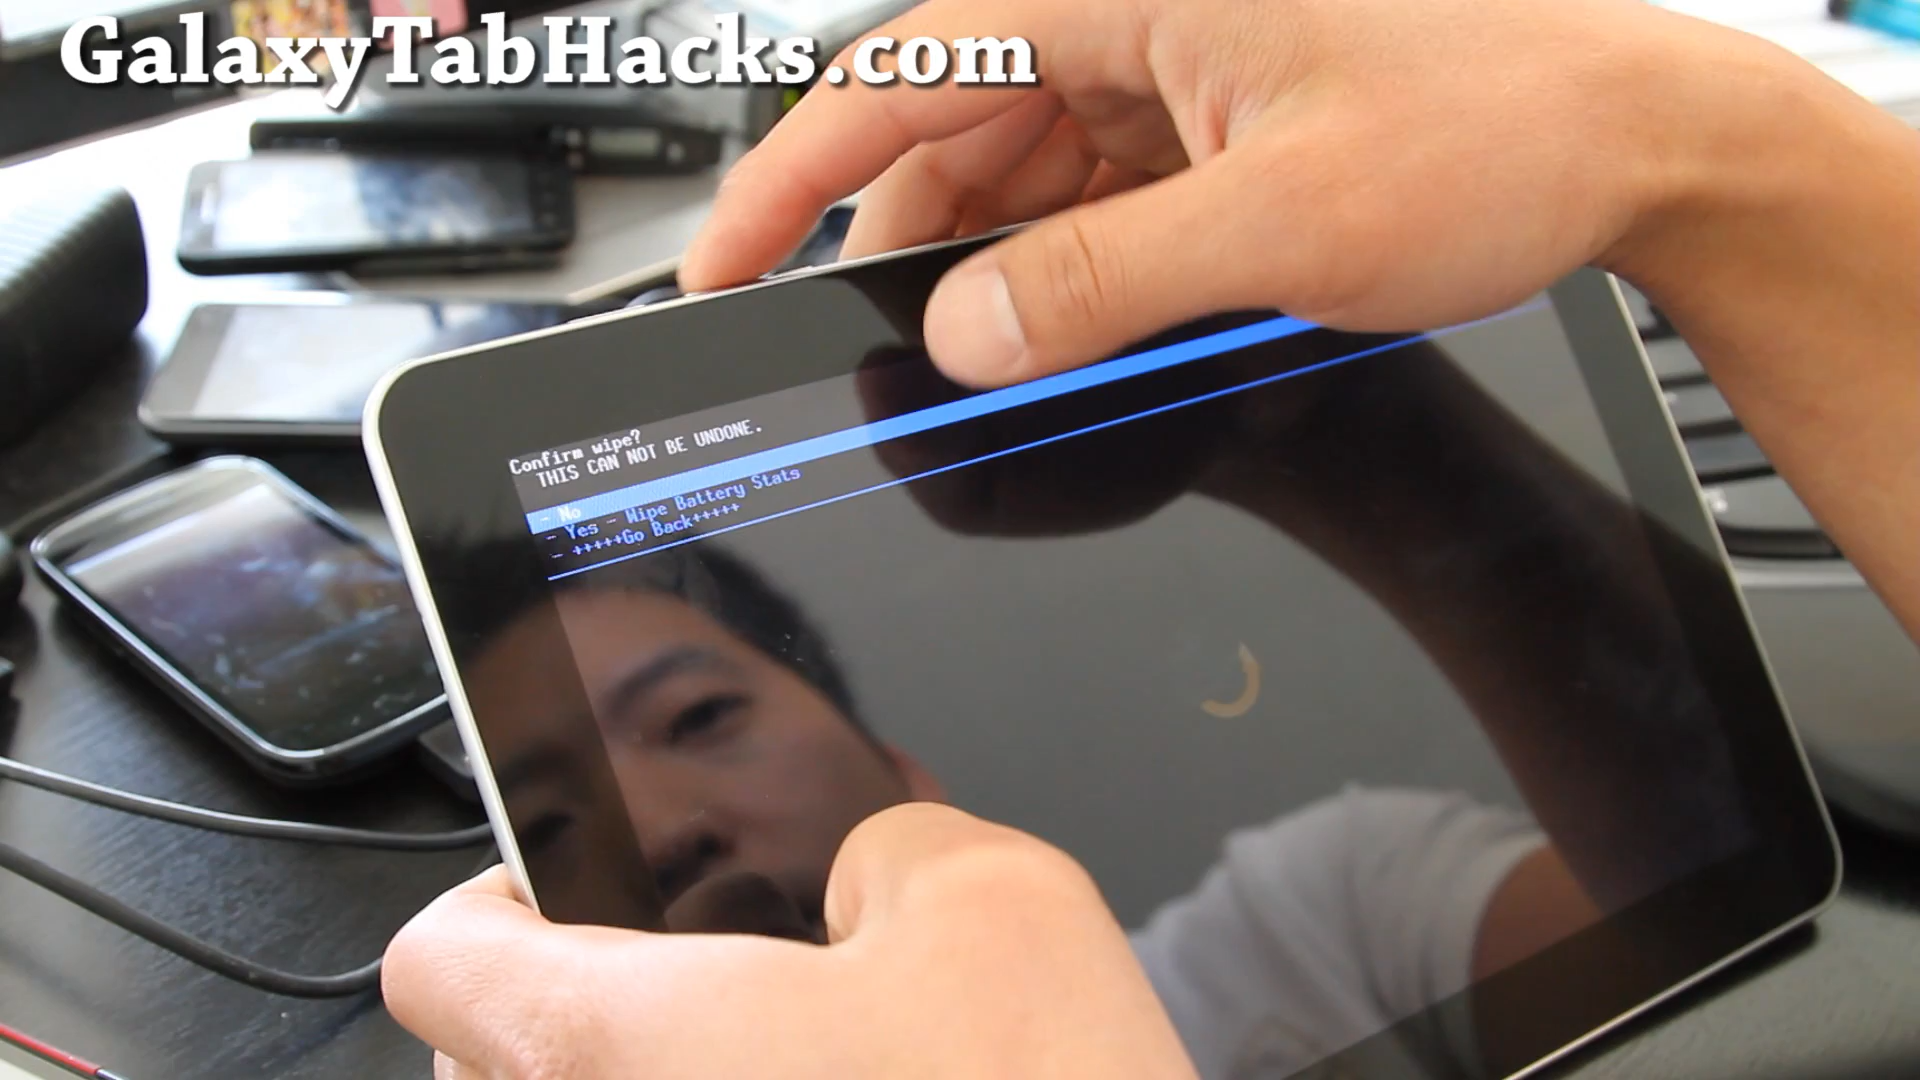 GalaxyTabHacks.com
Confirm wipe?
THIS CAN NOT BE UNDONE.
- No
- Yes - Wipe Battery Stats
- +++++Go Back+++++